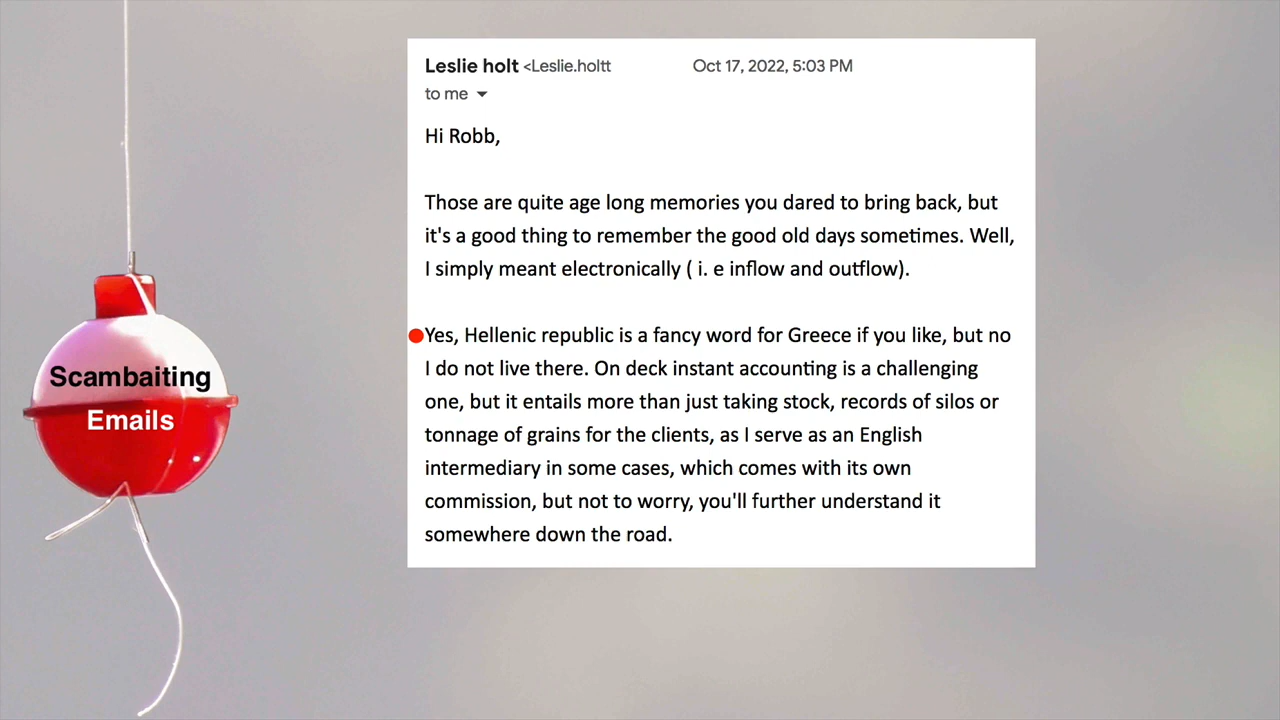 Scambaiting
Emails
Leslie holt <Leslie.holtt
Oct 17, 2022, 5:03 PM
to me
Hi Robb,
Those are quite age long memories you dared to bring back, but
it's a good thing to remember the good old days sometimes. Well,
I simply meant electronically ( i. e inflow and outflow).
Yes, Hellenic republic is a fancy word for Greece if you like, but no
I do not live there. On deck instant accounting is a challenging
one, but it entails more than just taking stock, records of silos or
tonnage of grains for the clients, as I serve as an English
intermediary in some cases, which comes with its own
commission, but not to worry, you'll further understand it
somewhere down the road.